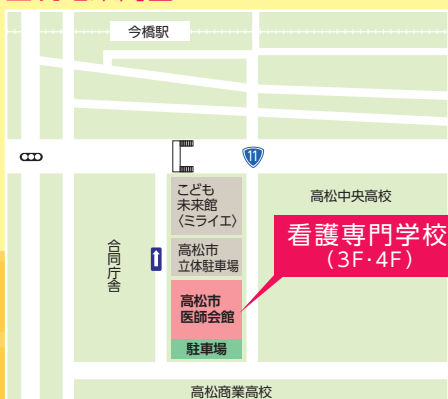 今橋駅
11
こども
未来館
〈ミライエ〉
高松中央高校
看護専門学校
(3F·4F)
合同庁舎
高松市
立体駐車場
高松市
医師会館
駐車場
高松商業高校